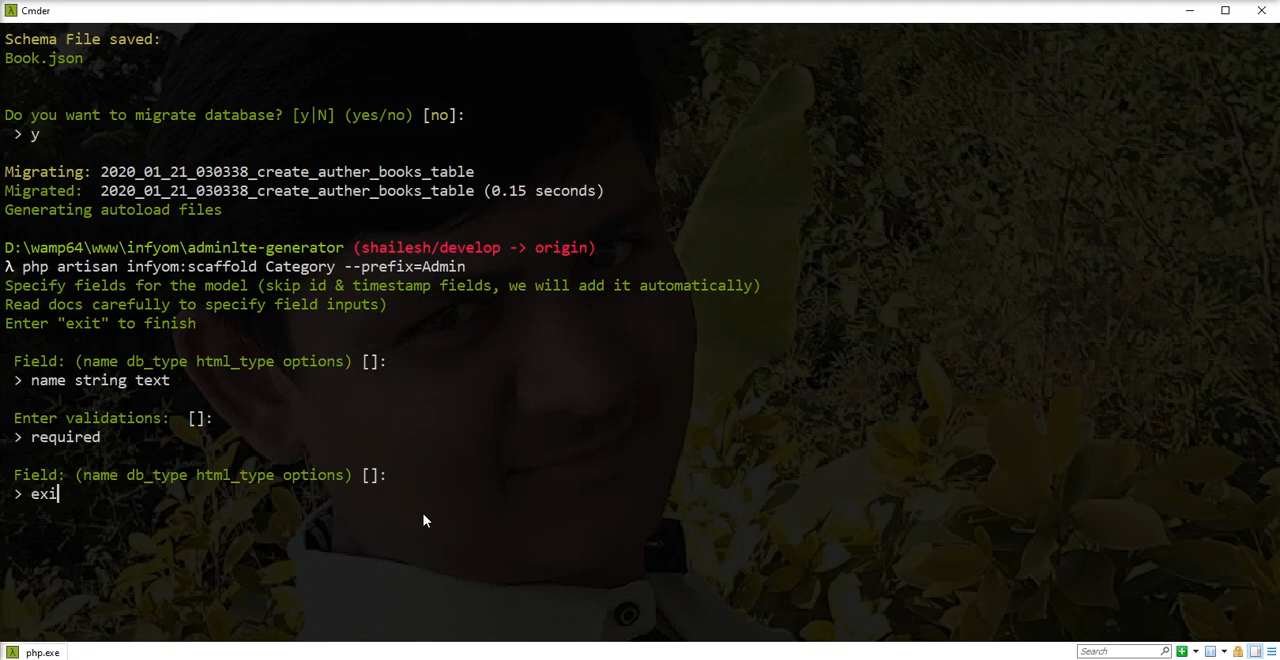 Cmder
Schema File saved:
Book.json
Do you want to migrate database? [y|N] (yes/no) [no]:
> y
Migrating: 2020_01_21_030338_create_auther_books_table
Migrated:  2020_01_21_030338_create_auther_books_table (0.15 seconds)
Generating autoload files
D:\wamp64\www\infyom\adminlte-generator (shailesh/develop -> origin)
λ php artisan infyom:scaffold Category --prefix=Admin
Specify fields for the model (skip id & timestamp fields, we will add it automatically)
Read docs carefully to specify field inputs)
Enter "exit" to finish
Field: (name db_type html_type options) []:
> name string text
Enter validations:  []:
> required
Field: (name db_type html_type options) []:
> exi
php.exe
Search